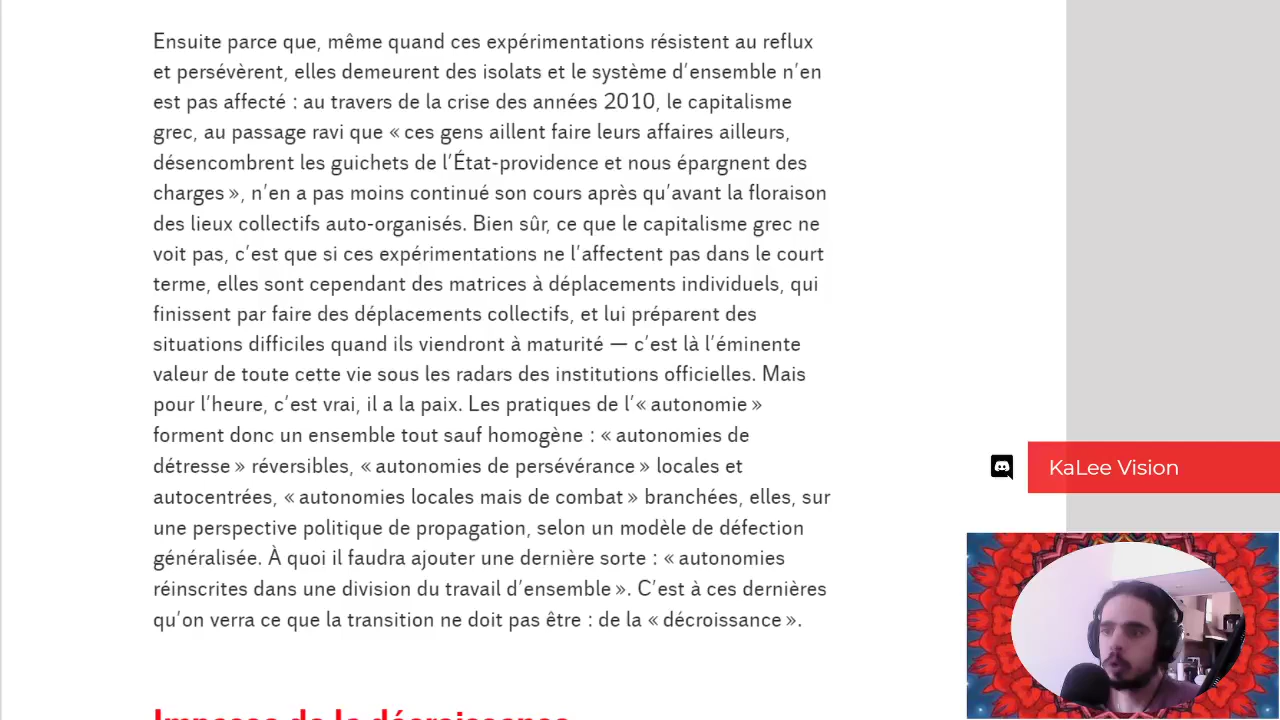 Ensuite parce que, même quand ces expérimentations résistent au reflux
et persévèrent, elles demeurent des isolats et le système d’ensemble n’en
est pas affecté : au travers de la crise des années 2010, le capitalisme
grec, au passage ravi que « ces gens aillent faire leurs affaires ailleurs,
désencombrent les guichets de l’État-providence et nous épargnent des
charges », n’en a pas moins continué son cours après qu’avant la floraison
des lieux collectifs auto-organisés. Bien sûr, ce que le capitalisme grec ne
voit pas, c’est que si ces expérimentations ne l’affectent pas dans le court
terme, elles sont cependant des matrices à déplacements individuels, qui
finissent par faire des déplacements collectifs, et lui préparent des
situations difficiles quand ils viendront à maturité — c’est là l’éminente
valeur de toute cette vie sous les radars des institutions officielles. Mais
pour l’heure, c’est vrai, il a la paix. Les pratiques de l’« autonomie »
forment donc un ensemble tout sauf homogène : « autonomies de
détresse » réversibles, « autonomies de persévérance » locales et
autocentrées, « autonomies locales mais de combat » branchées, elles, sur
une perspective politique de propagation, selon un modèle de défection
généralisée. À quoi il faudra ajouter une dernière sorte : « autonomies
réinscrites dans une division du travail d’ensemble ». C’est à ces dernières
qu’on verra ce que la transition ne doit pas être : de la « décroissance ».
Impasse de la décroissance
KaLee Vision